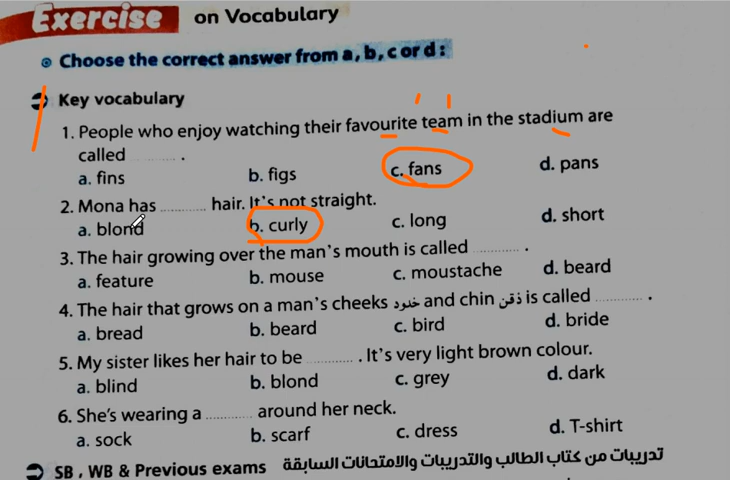 Exercise on Vocabulary
Choose the correct answer from a, b, c or d :
Key vocabulary
1. People who enjoy watching their favourite team in the stadium are
called ............ .
a. fins b. figs c. fans d. pans
2. Mona has ............ hair. It's not straight.
a. blond b. curly c. long d. short
3. The hair growing over the man's mouth is called ............ .
a. feature b. mouse c. moustache d. beard
4. The hair that grows on a man's cheeks خدود and chin ذقن is called ............ .
a. bread b. beard c. bird d. bride
5. My sister likes her hair to be ............ . It's very light brown colour.
a. blind b. blond c. grey d. dark
6. She's wearing a ............ around her neck.
a. sock b. scarf c. dress d. T-shirt
SB , WB & Previous exams تدريبات من كتاب الطالب والتدريبات والامتحانات السابقة